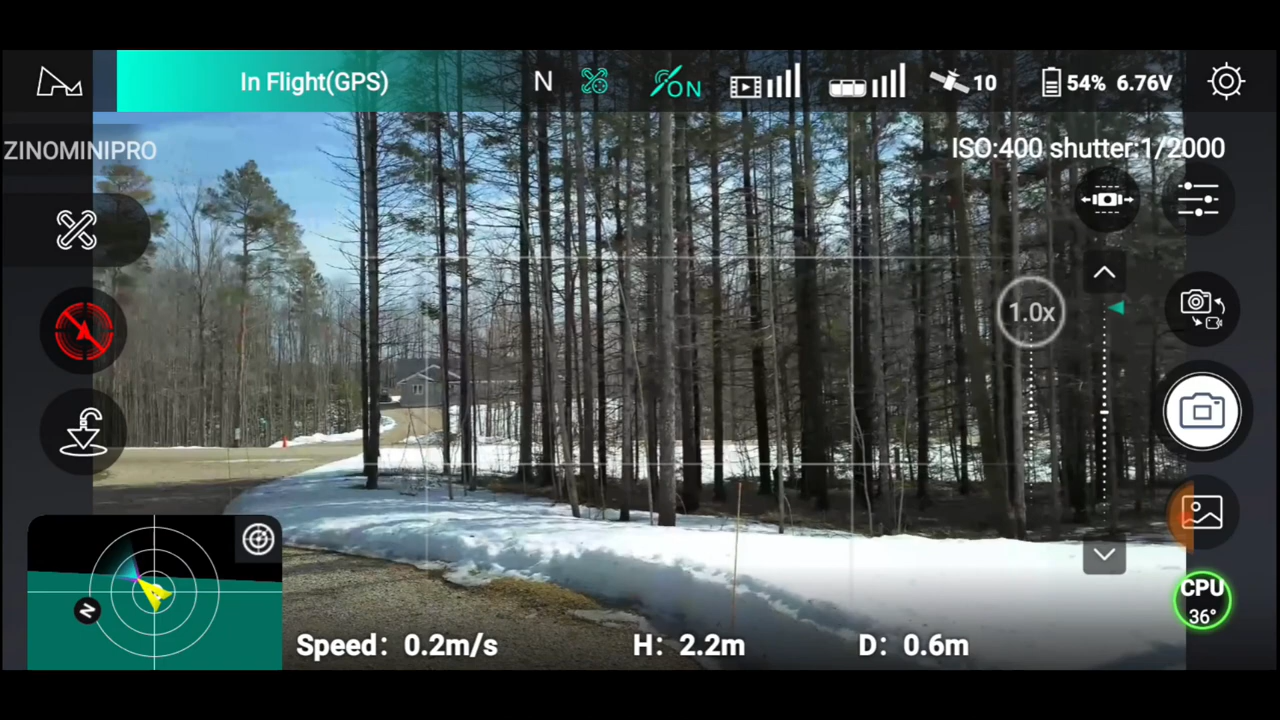 In Flight(GPS)
N
ON
10
54% 6.76V
ZINOMINIPRO
ISO:400 shutter:1/2000
1.0x
CPU
36°
N
Speed: 0.2m/s
H: 2.2m
D: 0.6m